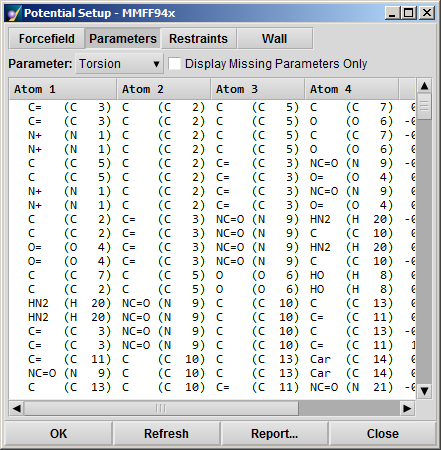 Potential Setup - MMFF94x
Forcefield Parameters Restraints Wall
Parameter: Torsion Display Missing Parameters Only
Atom 1 Atom 2 Atom 3 Atom 4
C= (C 3) C (C 2) C (C 5) C (C 7) 0
C= (C 3) C (C 2) C (C 5) O (O 6) -0
N+ (N 1) C (C 2) C (C 5) C (C 7) 0
N+ (N 1) C (C 2) C (C 5) O (O 6) 0
C (C 5) C (C 2) C= (C 3) NC=O (N 9) -0
C (C 5) C (C 2) C= (C 3) O= (O 4) 0
N+ (N 1) C (C 2) C= (C 3) NC=O (N 9) 0
N+ (N 1) C (C 2) C= (C 3) O= (O 4) 0
C (C 2) C= (C 3) NC=O (N 9) HN2 (H 20) -0
C (C 2) C= (C 3) NC=O (N 9) C (C 10) 0
O= (O 4) C= (C 3) NC=O (N 9) HN2 (H 20) 0
O= (O 4) C= (C 3) NC=O (N 9) C (C 10) -0
C (C 7) C (C 5) O (O 6) HO (H 8) 0
C (C 2) C (C 5) O (O 6) HO (H 8) 0
HN2 (H 20) NC=O (N 9) C (C 10) C (C 13) 0
HN2 (H 20) NC=O (N 9) C (C 10) C= (C 11) 0
C= (C 3) NC=O (N 9) C (C 10) C (C 13) -0
C= (C 3) NC=O (N 9) C (C 10) C= (C 11) 1
C= (C 11) C (C 10) C (C 13) Car (C 14) 0
NC=O (N 9) C (C 10) C (C 13) Car (C 14) 0
C (C 13) C (C 10) C= (C 11) NC=O (N 21) -0
OK Refresh Report... Close